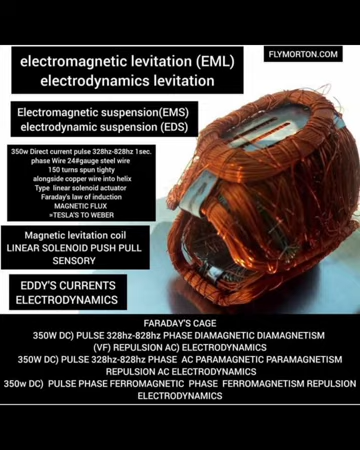 FLYMORTON.COM
electromagnetic levitation (EML)
electrodynamics levitation
Electromagnetic suspension(EMS)
electrodynamic suspension (EDS)
350w Direct current pulse 328hz-828hz 1sec.
phase Wire 24#gauge steel wire
150 turns spun tighty
alongside copper wire into helix
Type linear solenoid actuator
Faraday's law of induction
MAGNETIC FLUX
»TESLA'S TO WEBER
Magnetic levitation coil
LINEAR SOLENOID PUSH PULL
SENSORY
EDDY'S CURRENTS
ELECTRODYNAMICS
FARADAY'S CAGE
350W DC) PULSE 328hz-828hz PHASE DIAMAGNETIC DIAMAGNETISM
(VF) REPULSION AC) ELECTRODYNAMICS
35OW DC) PULSE 328hz-828hz PHASE AC PARAMAGNETIC PARAMAGNETISM
REPULSION AC ELECTRODYNAMICS
350w DC) PULSE PHASE FERROMAGNETIC PHASE FERROMAGNETISM REPULSION
ELECTRODYNAMICS